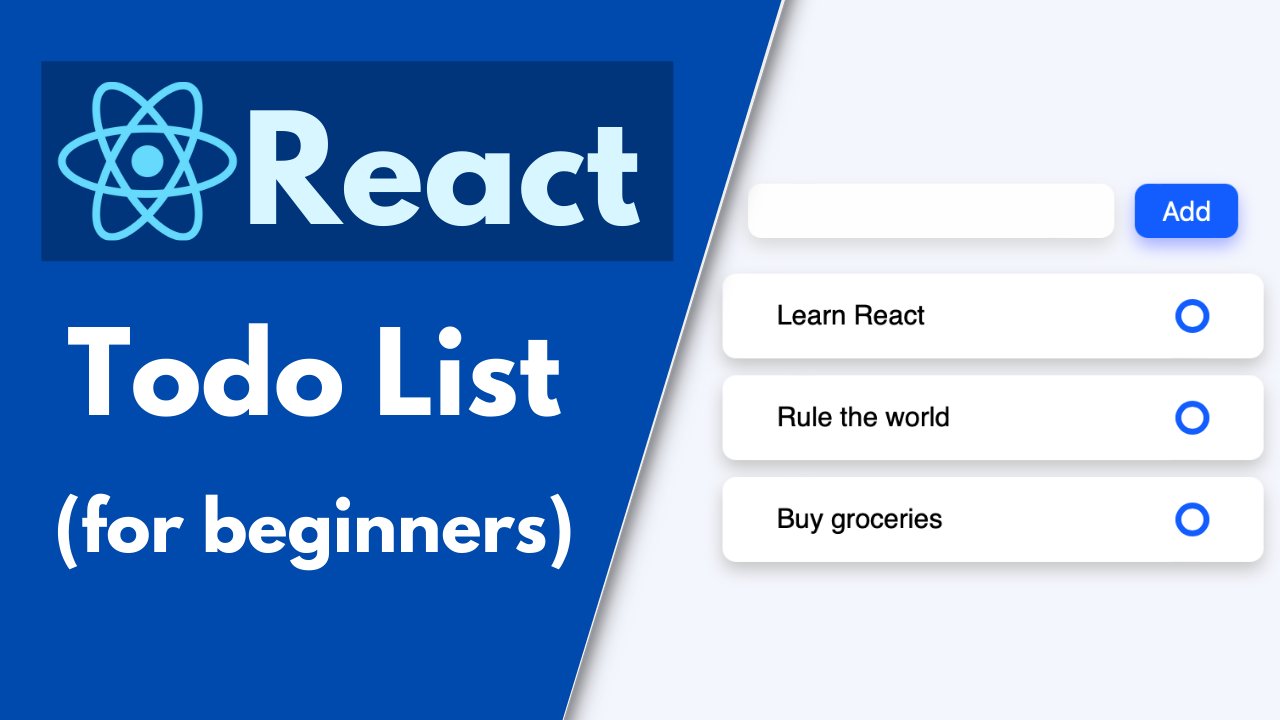 React
Todo List
(for beginners)
Add
Learn React
Rule the world
Buy groceries